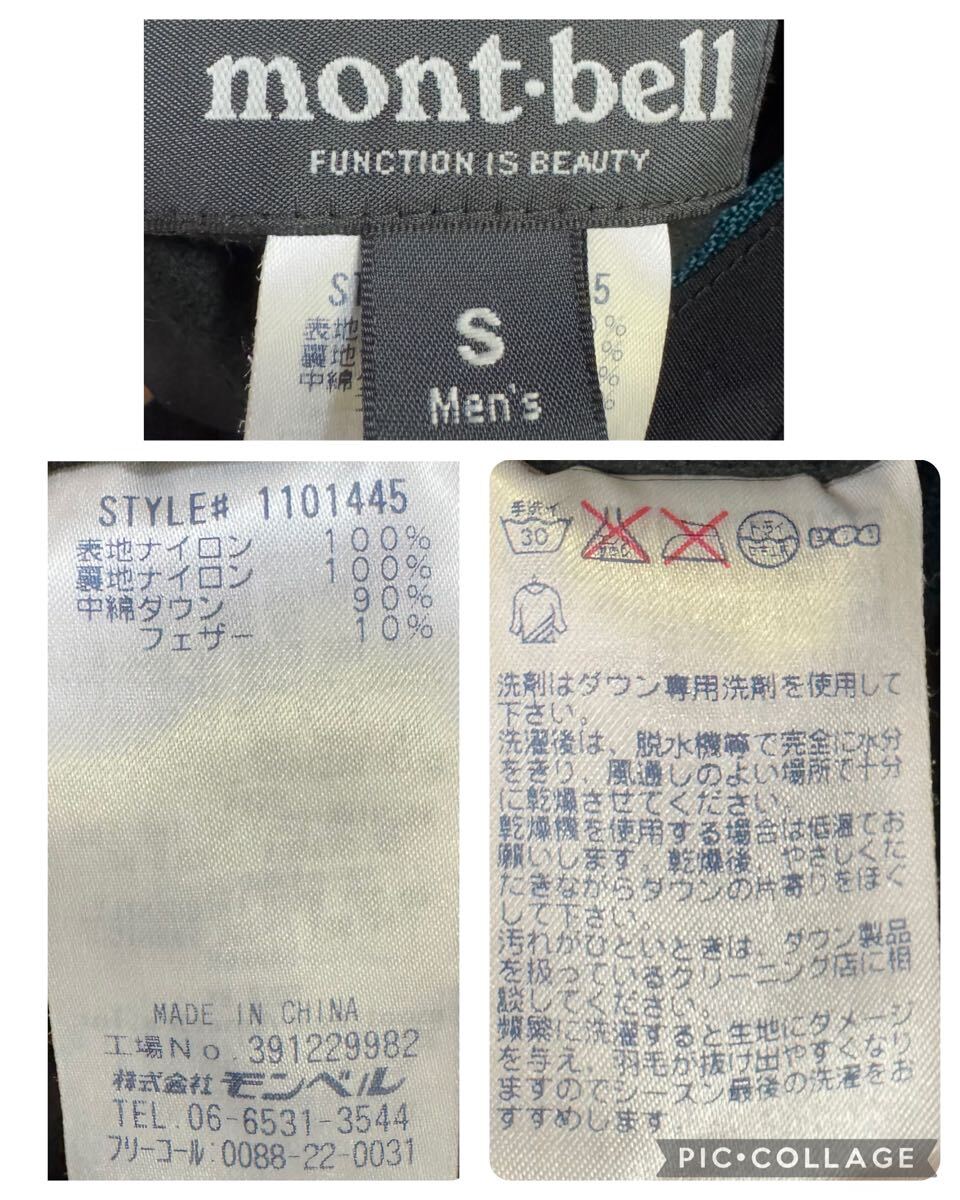 mont·bell
FUNCTION IS BEAUTY
S
Men's
5
表地
裏地
中綿
STYLE# 1101445
表地ナイロン 100%
裏地ナイロン 100%
中綿ダウン 90%
フェザー 10%
MADE IN CHINA
工場No.391229982
株式会社モンベル
TEL.06-6531-3544
フリーコール:0088-22-0031
手洗イ
30
ドライ
洗剤はダウン専用洗剤を使用して
下さい。
洗濯後は、脱水機等で完全に水分
をきり、風通しのよい場所で十分
に乾燥させてください。
乾燥機を使用する場合は低温でお
願いします。乾燥後、やさしくた
たきながらダウンの片寄りをほぐ
して下さい
汚れがひどいときは、ダウン製品
を扱っているクリーニング店に相
談してください。
頻繁に洗濯すると生地にダメージ
を与え、羽毛が抜け出やすくなり
ますのでシーズン最後の洗濯をお
すすめします
PIC•COLLAGE